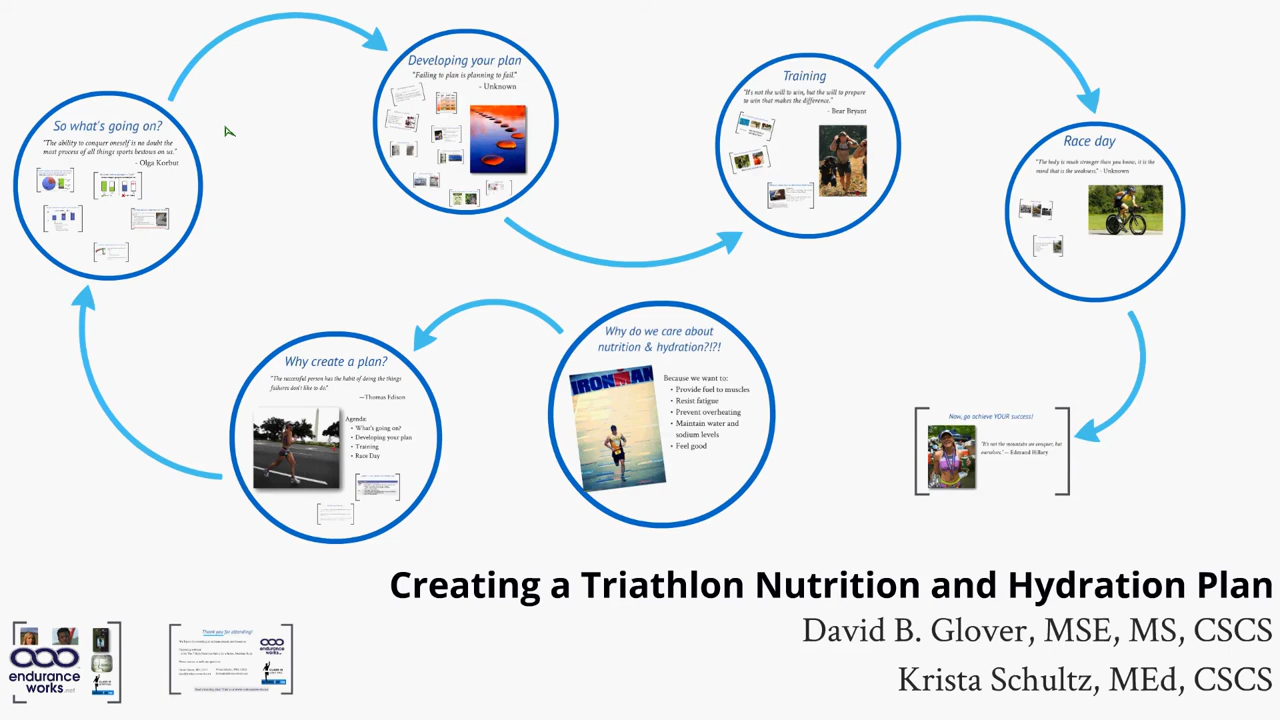 So what's going on?
"The ability to conquer oneself is no doubt the
most precious of all things sports bestows on us."
- Olga Korbut
Developing your plan
"Failing to plan is planning to fail."
- Unknown
Training
"It's not the will to win, but the will to prepare
to win that makes the difference."
- Bear Bryant
Race day
"The body is much stronger than you know, it is the
mind that is the weakness." - Unknown
Why create a plan?
"The successful person has the habit of doing the things
failures don't like to do."
—Thomas Edison
Agenda:
• What's going on?
• Developing your plan
• Training
• Race Day
Why do we care about
nutrition & hydration?!?!
IRONMAN
Because we want to:
• Provide fuel to muscles
• Resist fatigue
• Prevent overheating
• Maintain water and
sodium levels
• Feel good
Now, go achieve YOUR success!
"It's not the mountain we conquer, but
ourselves." — Edmund Hillary
Creating a Triathlon Nutrition and Hydration Plan
David B. Glover, MSE, MS, CSCS
Krista Schultz, MEd, CSCS
endurance
works.net
Thank you for attending!
endurance
works